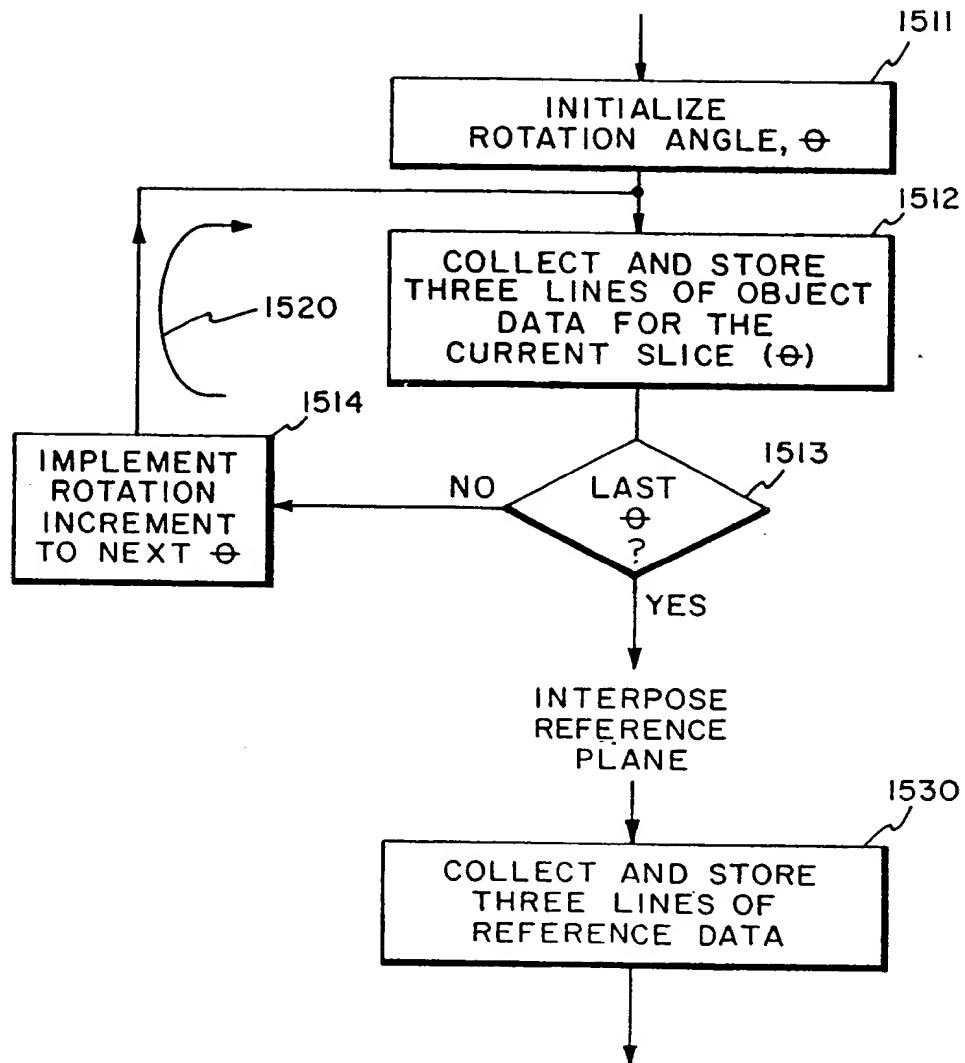 1511
INITIALIZE
ROTATION ANGLE, Θ
1512
COLLECT AND STORE
THREE LINES OF OBJECT
DATA FOR THE
CURRENT SLICE (Θ)
1520
1514
IMPLEMENT
ROTATION
INCREMENT
TO NEXT Θ
NO
1513
LAST
Θ
?
YES
INTERPOSE
REFERENCE
PLANE
1530
COLLECT AND STORE
THREE LINES OF
REFERENCE DATA